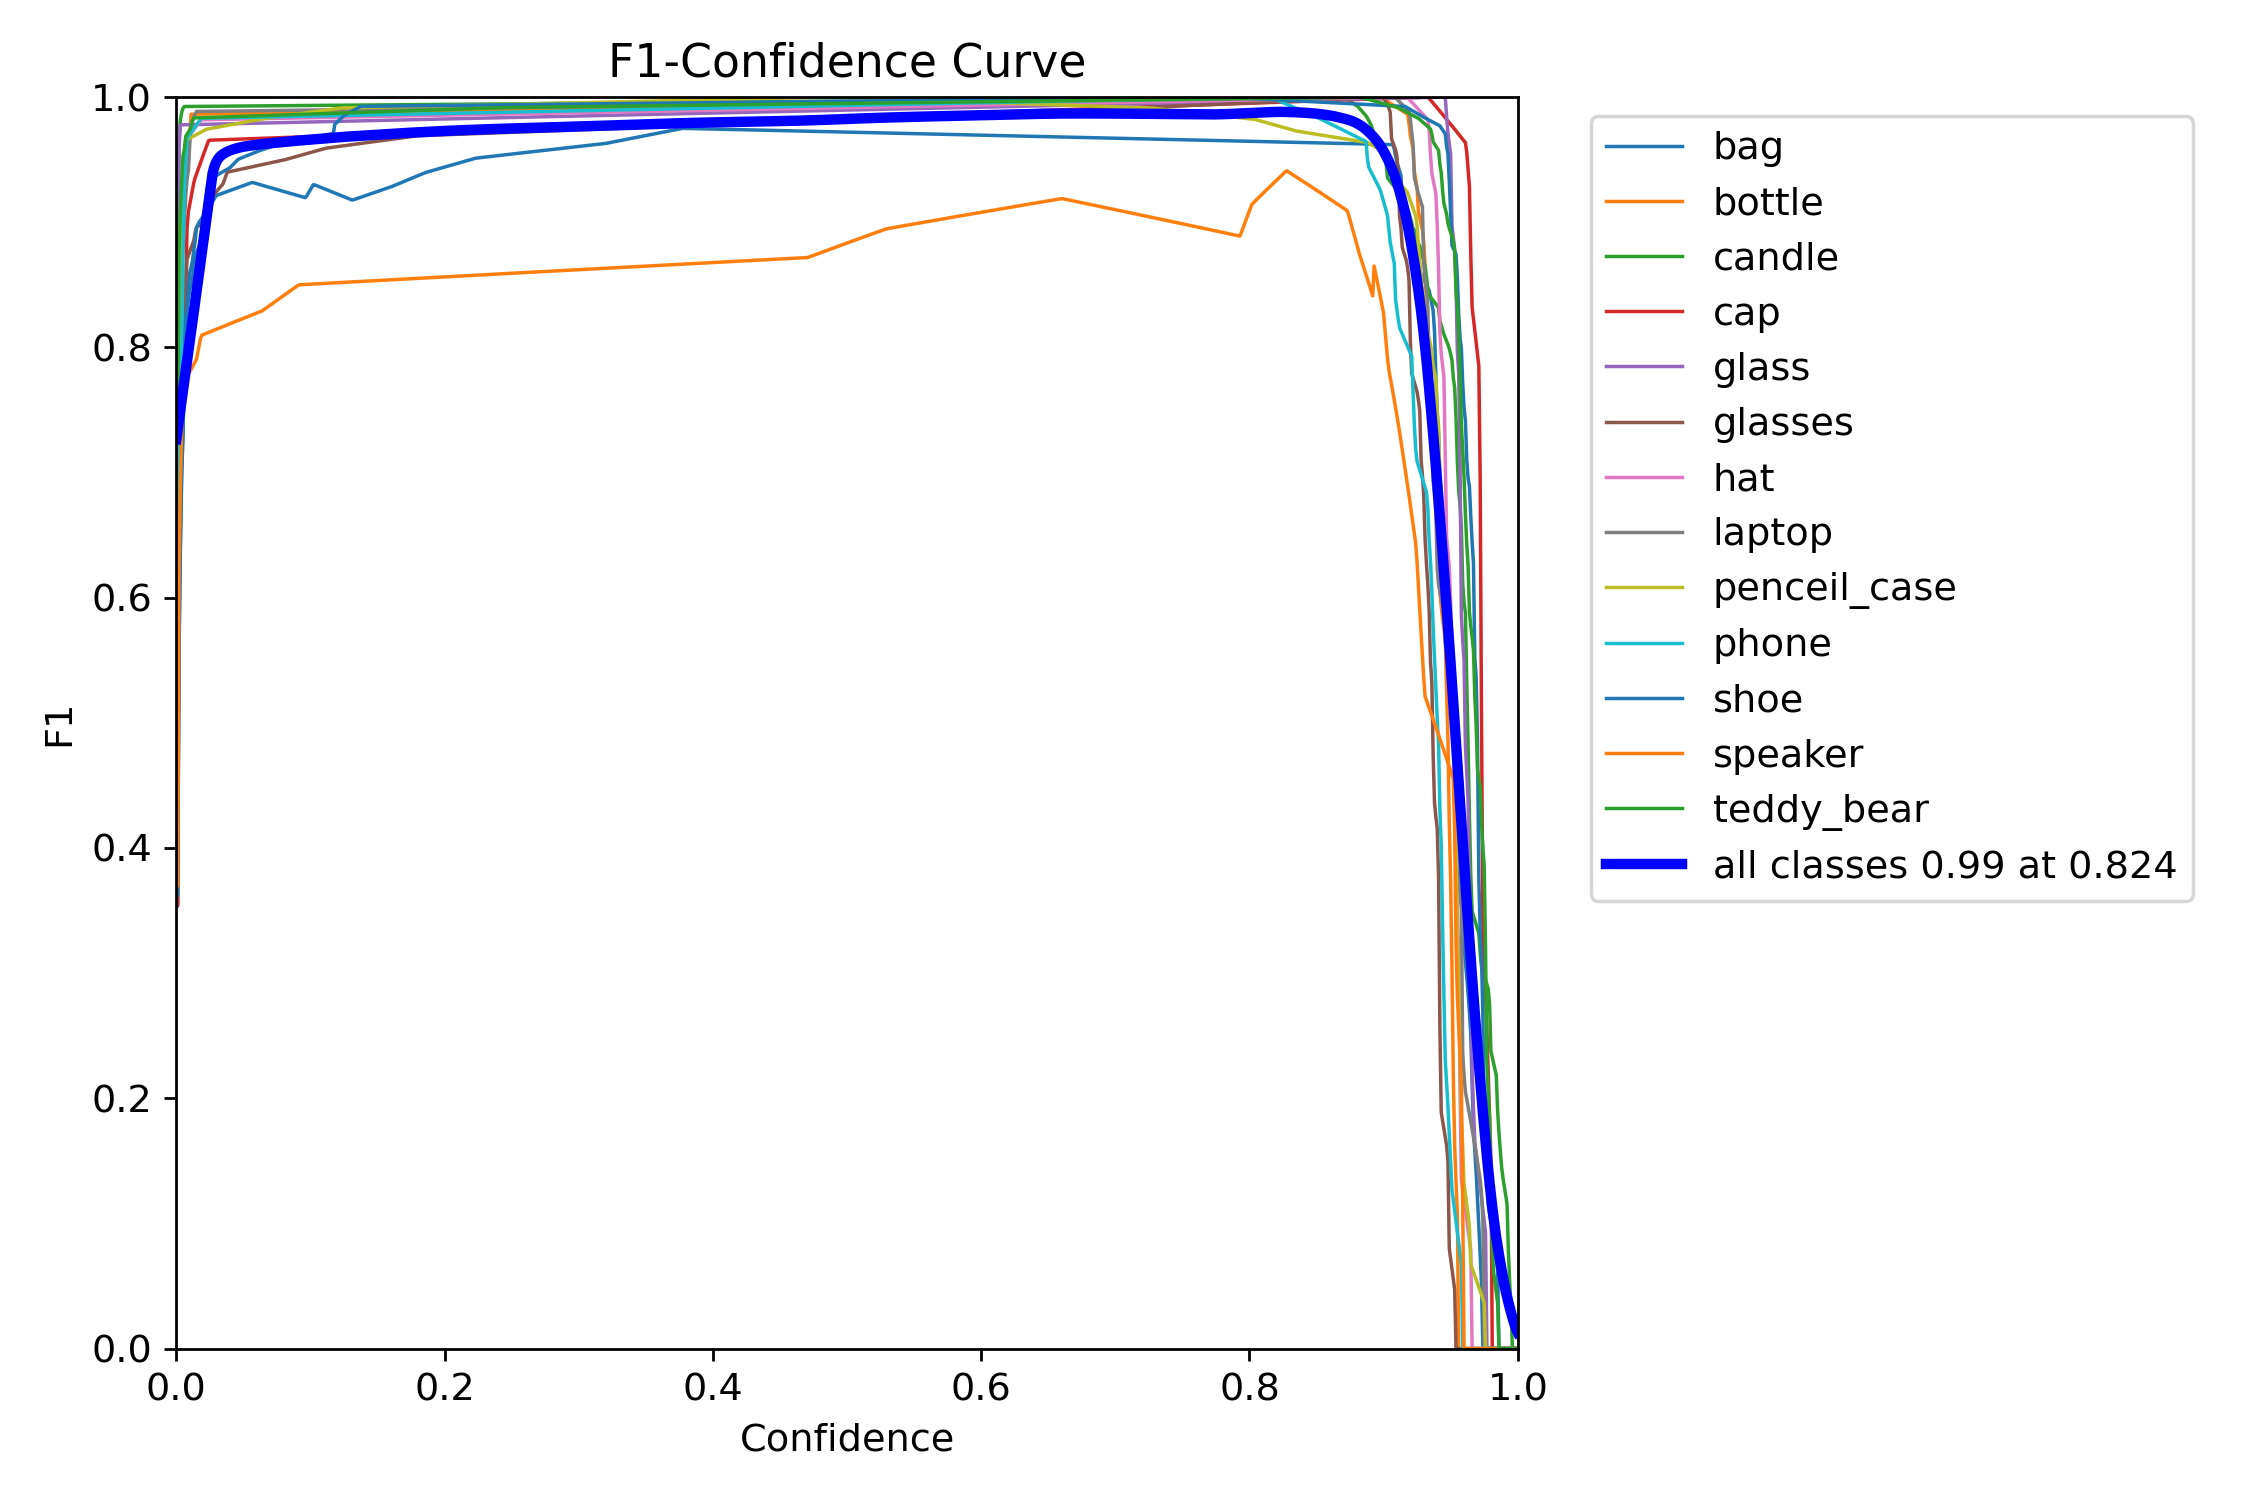 F1-Confidence Curve
1.0
0.8
0.6
0.4
0.2
0.0
F1
0.0 0.2 0.4 0.6 0.8 1.0
Confidence
bag
bottle
candle
cap
glass
glasses
hat
laptop
penceil_case
phone
shoe
speaker
teddy_bear
all classes 0.99 at 0.824